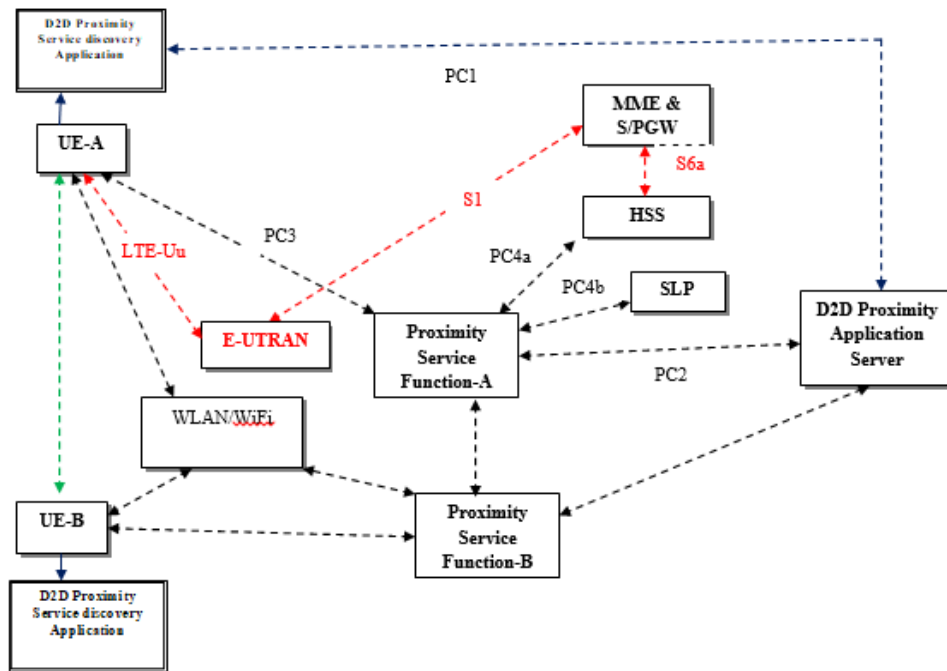 D2D Proximity
Service discovery
Application
PC1
MME &
S/PGW
UE-A
S6a
S1
HSS
PC3
LTE-Uu
PC4a
PC4b
SLP
E-UTRAN
Proximity
Service
Function-A
D2D Proximity
Application
Server
PC2
WLAN/WiFi
UE-B
Proximity
Service
Function-B
D2D Proximity
Service discovery
Application